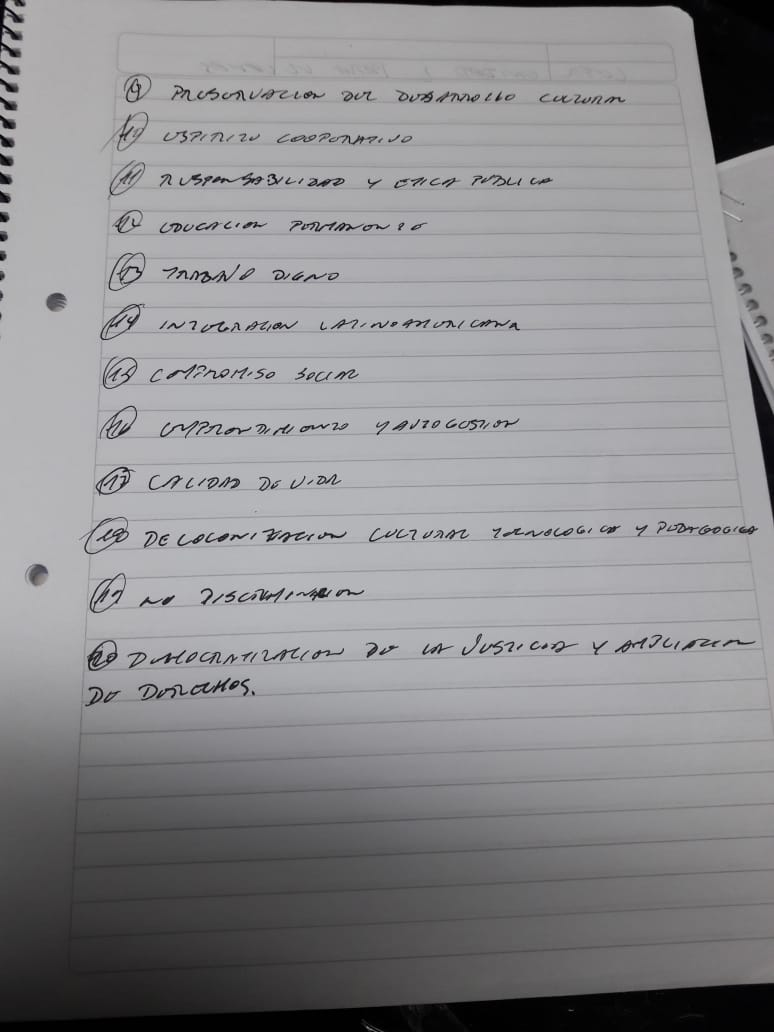 9 PRESERVACION DEL DESARROLLO CULTURAL
10 ESPIRITU COOPERATIVO
11 RESPONSABILIDAD Y ETICA PUBLICA
12 EDUCACION PERMANENTE
13 TRABAJO DIGNO
14 INTEGRACION LATINOAMERICANA
15 COMPROMISO SOCIAL
16 EMPRENDIMIENTO Y AUTOGESTION
17 CALIDAD DE VIDA
18 DECOLONIZACION CULTURAL TECNOLOGICA Y PEDAGOGICA
19 NO DISCRIMINACION
20 DEMOCRATIZACION DE LA JUSTICIA Y AMPLIACION
DE DERECHOS.